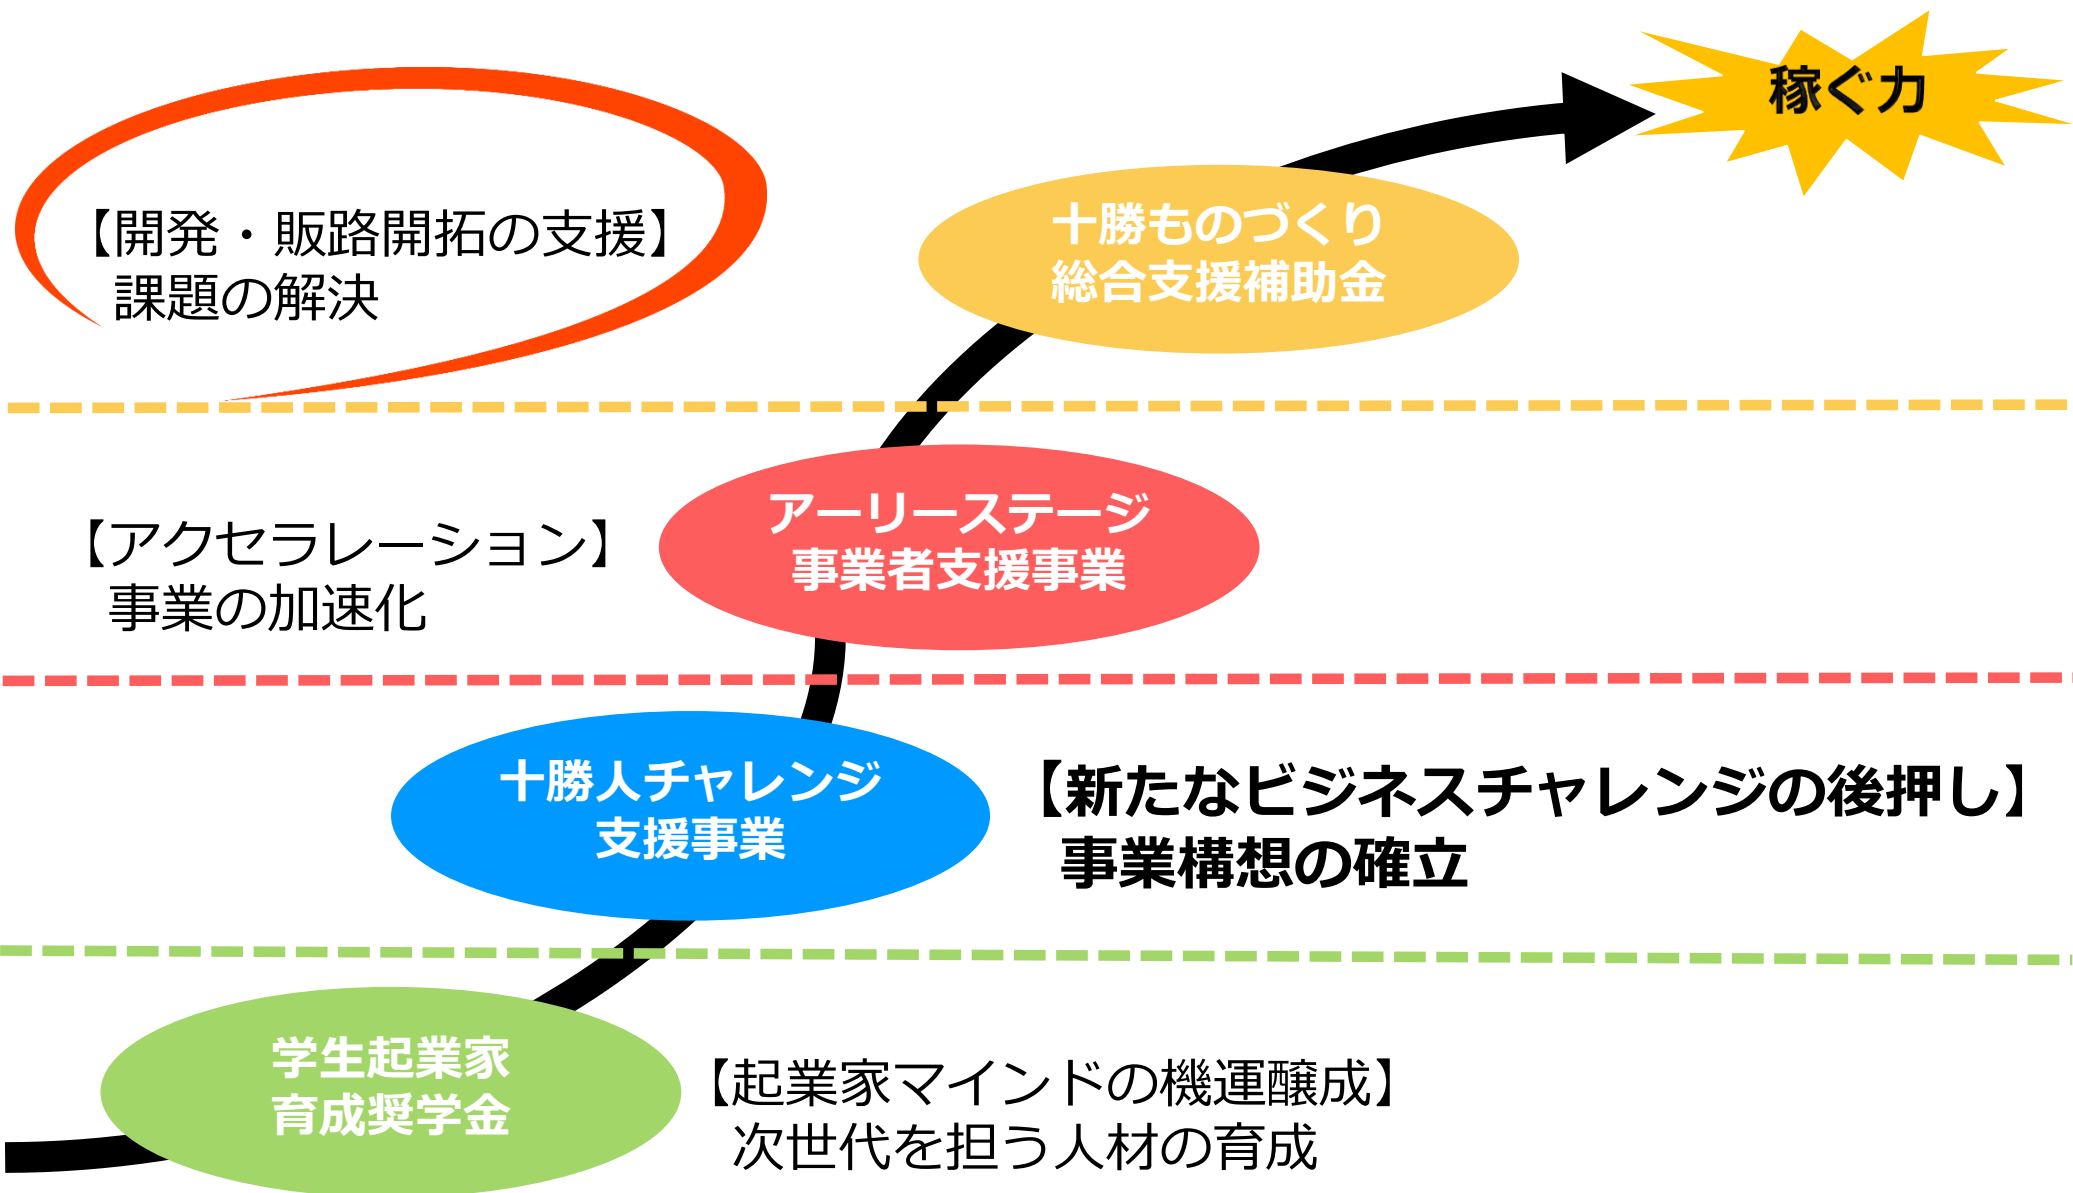 稼ぐ力
【開発・販路開拓の支援】
課題の解決
十勝ものづくり
総合支援補助金
【アクセラレーション】
事業の加速化
アーリーステージ
事業者支援事業
十勝人チャレンジ
支援事業
【新たなビジネスチャレンジの後押し】
事業構想の確立
学生起業家
育成奨学金
【起業家マインドの機運醸成】
次世代を担う人材の育成